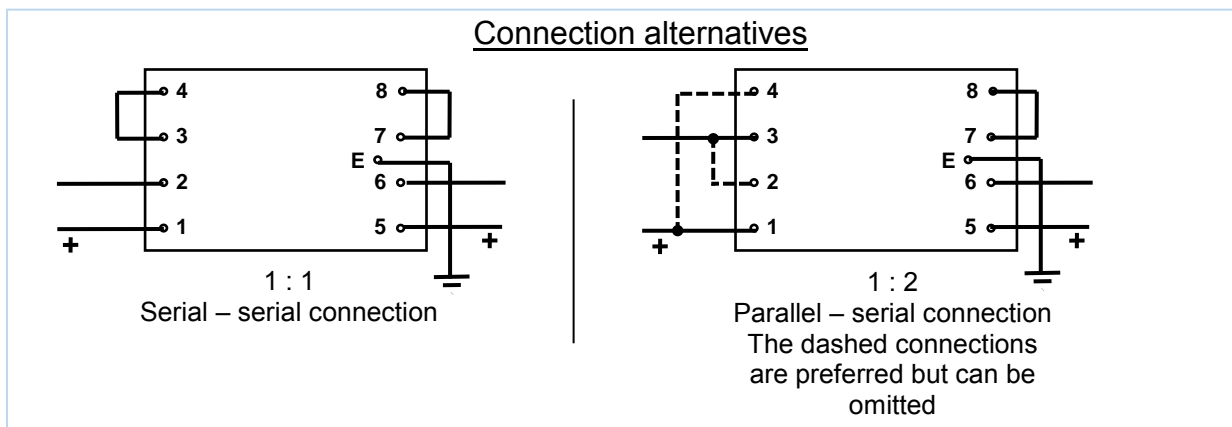 Connection alternatives
4 8
3 7
E
2 6
1 5
+ +
1 : 1
Serial – serial connection
4 8
3 7
E
2 6
1 5
+ +
1 : 2
Parallel – serial connection
The dashed connections
are preferred but can be
omitted